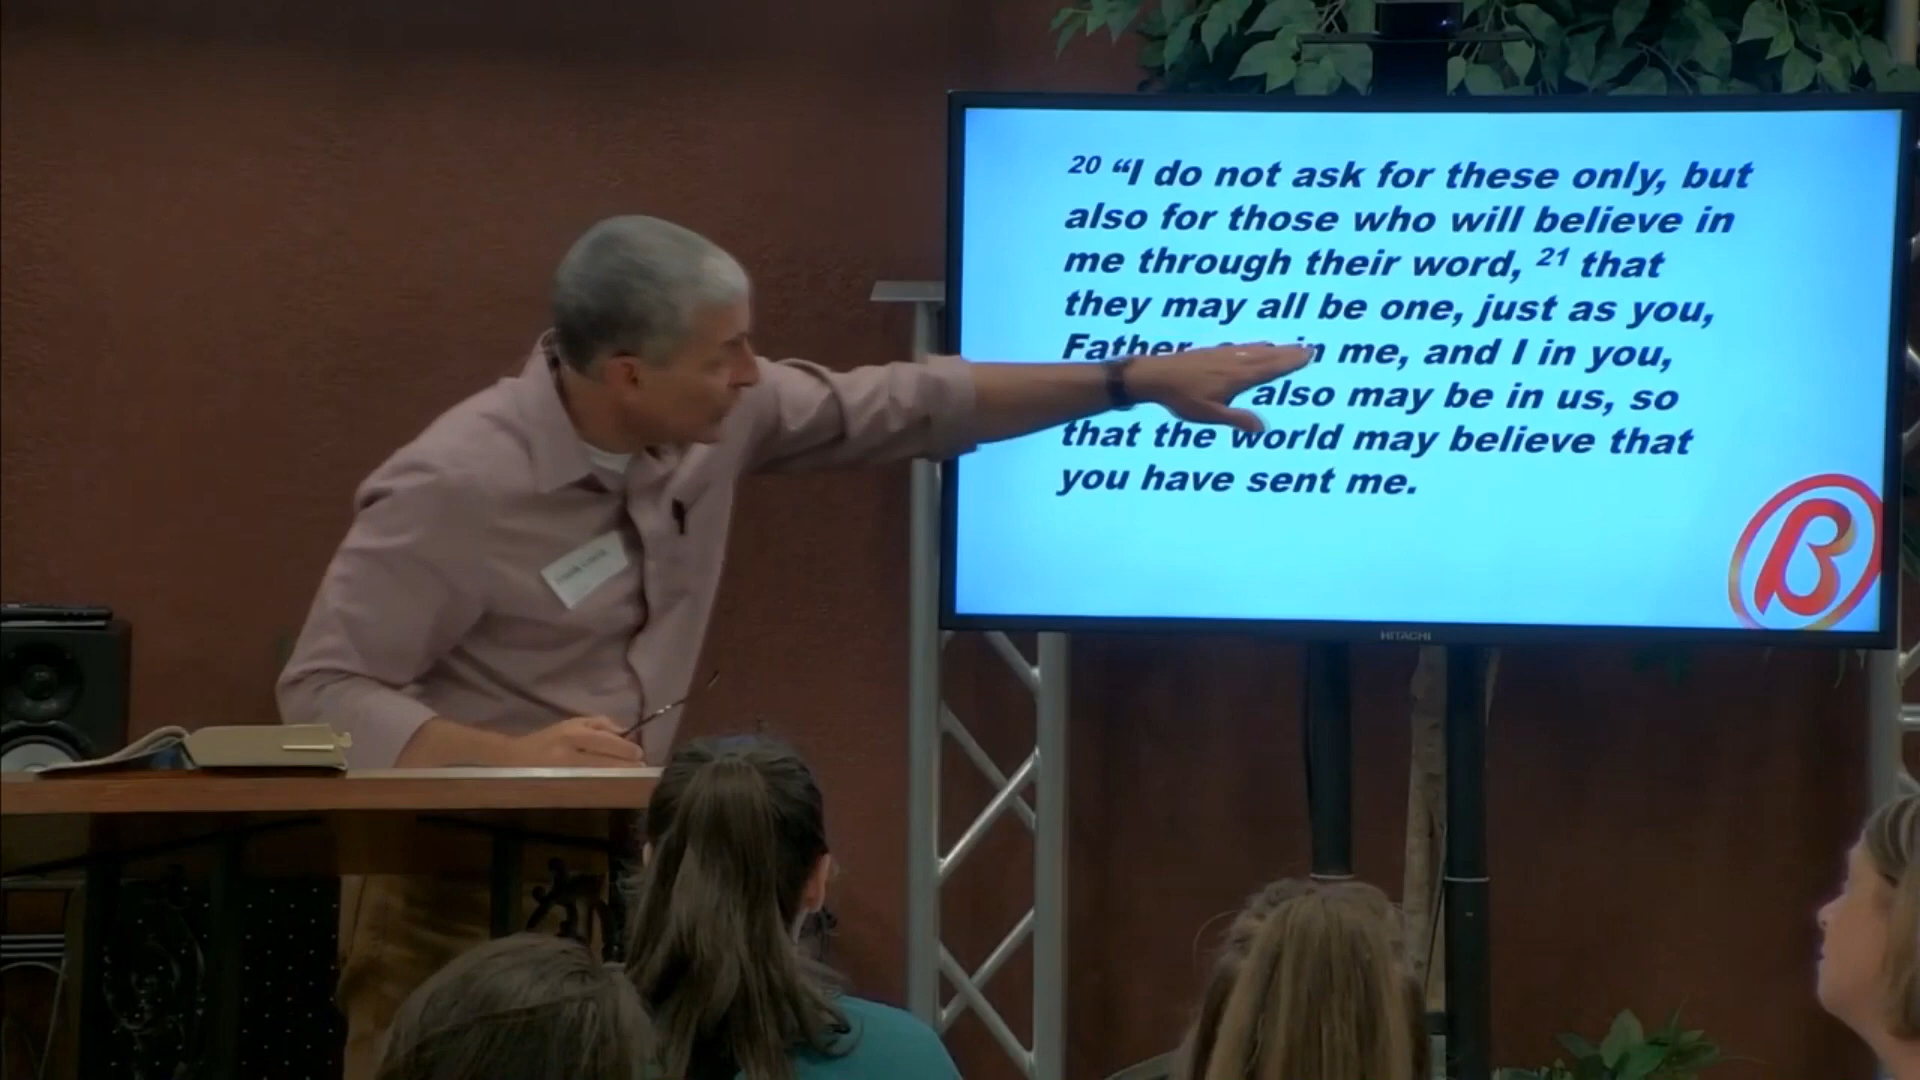 20 “I do not ask for these only, but
also for those who will believe in
me through their word, 21 that
they may all be one, just as you,
Father in me, and I in you,
also may be in us, so
that the world may believe that
you have sent me.
B
HITACHI